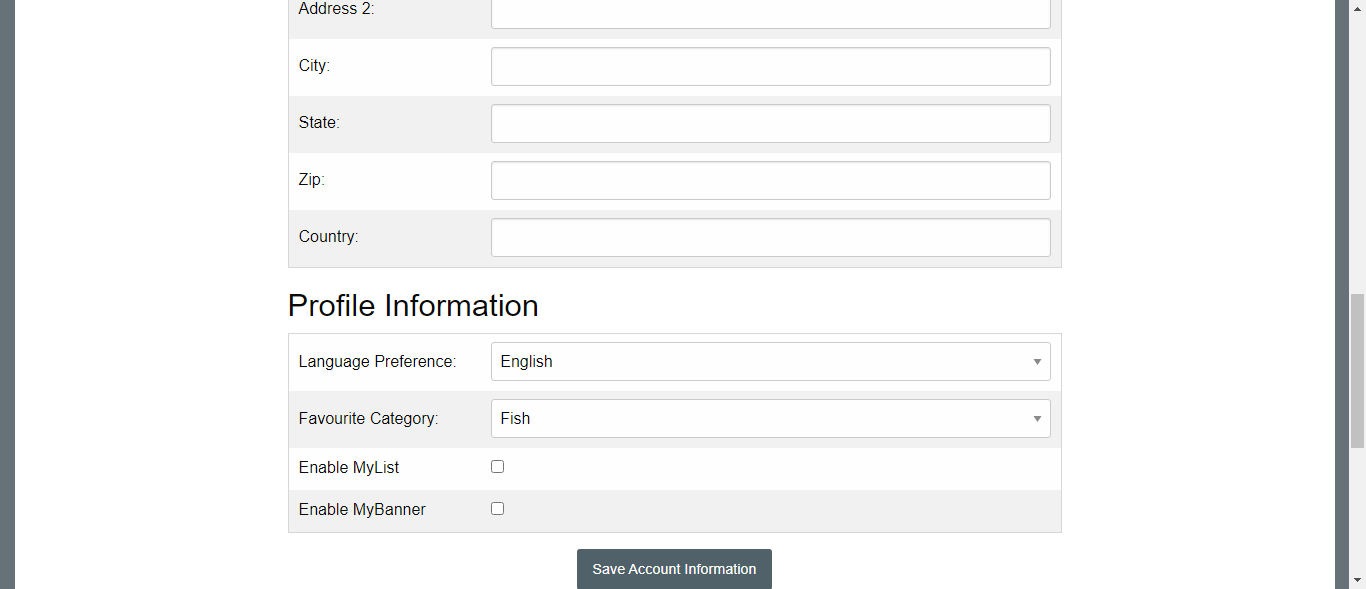 Address 2:
City:
State:
Zip:
Country:
Profile Information
Language Preference: English
Favourite Category: Fish
Enable MyList
Enable MyBanner
Save Account Information